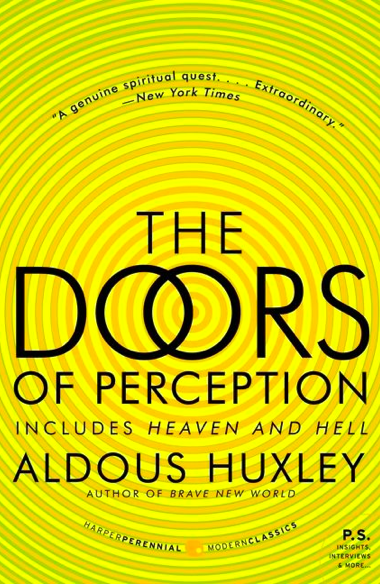 "A genuine spiritual quest. . . . Extraordinary."
—New York Times
THE
DOORS
OF PERCEPTION
INCLUDES HEAVEN AND HELL
ALDOUS HUXLEY
AUTHOR OF BRAVE NEW WORLD
HARPERPERENNIAL MODERNCLASSICS
P.S.
INSIGHTS,
INTERVIEWS
& MORE...